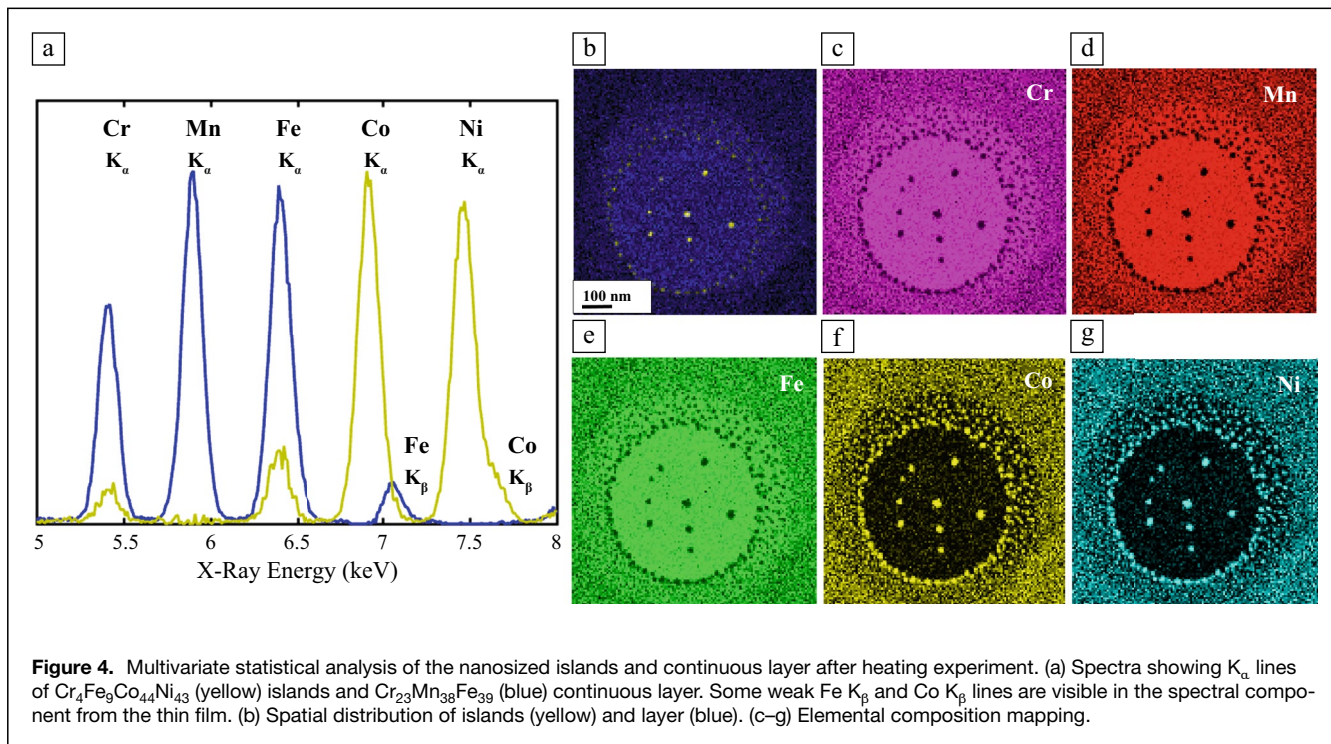 a
b
c
d
Cr
Mn
Cr Mn Fe Co Ni
Kα Kα Kα Kα Kα
Fe Co
Kβ Kβ
100 nm
5 5.5 6 6.5 7 7.5 8
X-Ray Energy (keV)
e
f
g
Fe
Co
Ni
Figure 4. Multivariate statistical analysis of the nanosized islands and continuous layer after heating experiment. (a) Spectra showing Kα lines
of Cr₄Fe₉Co₄₄Ni₄₃ (yellow) islands and Cr₂₃Mn₃₈Fe₃₉ (blue) continuous layer. Some weak Fe Kβ and Co Kβ lines are visible in the spectral compo-
nent from the thin film. (b) Spatial distribution of islands (yellow) and layer (blue). (c–g) Elemental composition mapping.